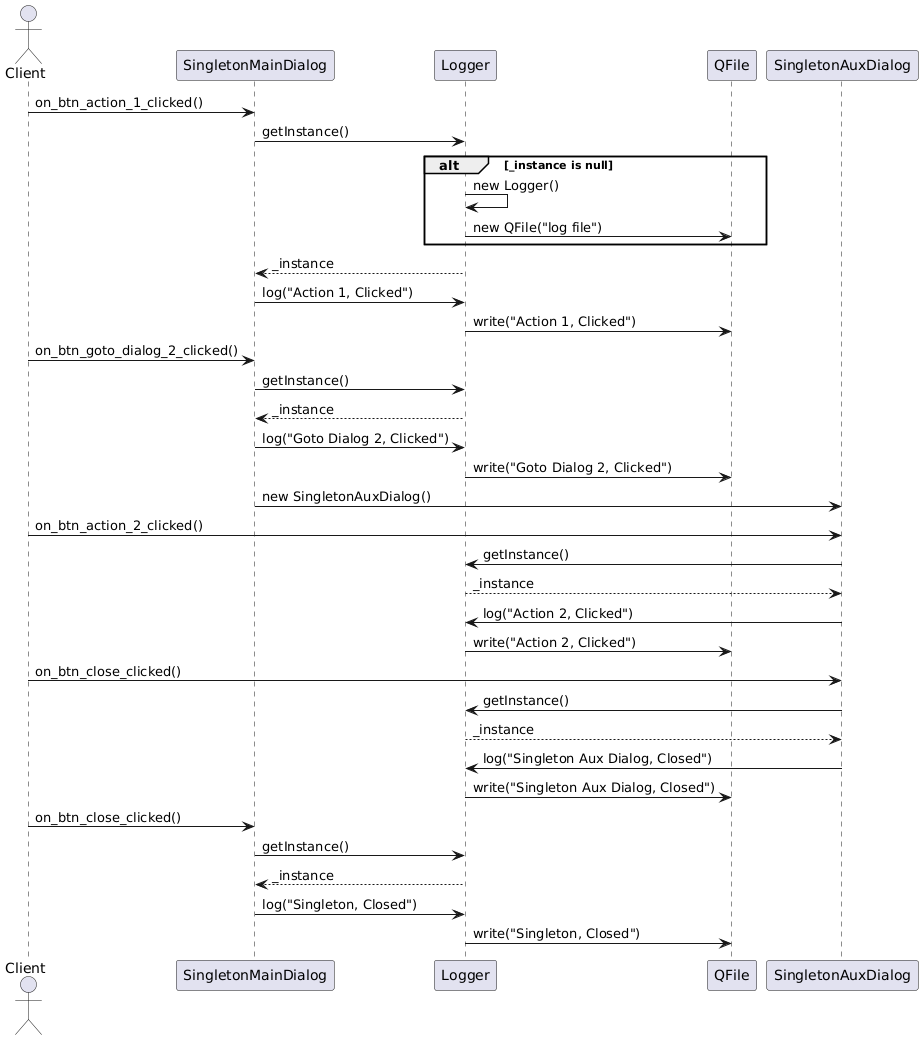 Client
SingletonMainDialog
Logger
QFile
SingletonAuxDialog
on_btn_action_1_clicked()
getInstance()
alt
[_instance is null]
new Logger()
new QFile("log file")
_instance
log("Action 1, Clicked")
write("Action 1, Clicked")
on_btn_goto_dialog_2_clicked()
getInstance()
_instance
log("Goto Dialog 2, Clicked")
write("Goto Dialog 2, Clicked")
new SingletonAuxDialog()
on_btn_action_2_clicked()
getInstance()
_instance
log("Action 2, Clicked")
write("Action 2, Clicked")
on_btn_close_clicked()
getInstance()
_instance
log("Singleton Aux Dialog, Closed")
write("Singleton Aux Dialog, Closed")
on_btn_close_clicked()
getInstance()
_instance
log("Singleton, Closed")
write("Singleton, Closed")
Client
SingletonMainDialog
Logger
QFile
SingletonAuxDialog